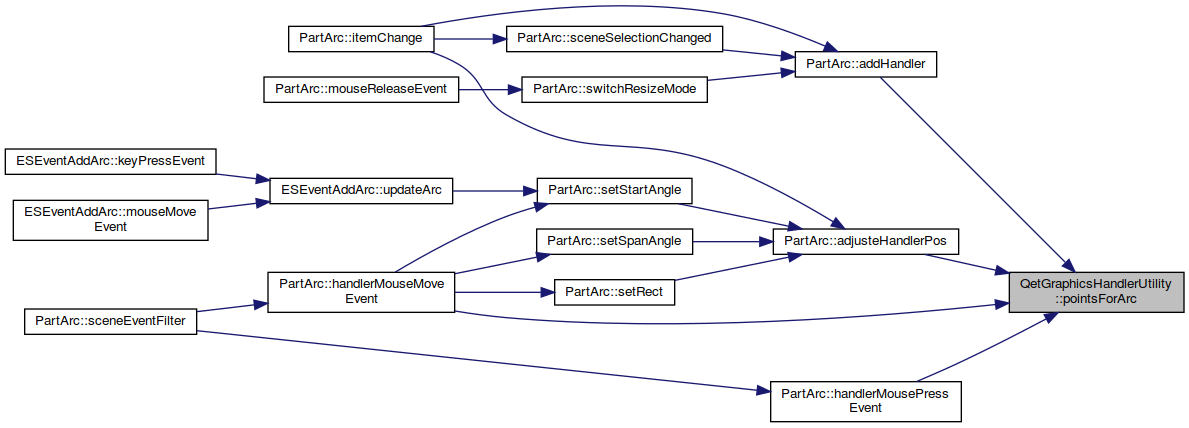 PartArc::itemChange
PartArc::sceneSelectionChanged
PartArc::addHandler
PartArc::mouseReleaseEvent
PartArc::switchResizeMode
ESEventAddArc::keyPressEvent
ESEventAddArc::updateArc
PartArc::setStartAngle
ESEventAddArc::mouseMove
Event
PartArc::setSpanAngle
PartArc::adjusteHandlerPos
PartArc::handlerMouseMove
Event
PartArc::setRect
QetGraphicsHandlerUtility
::pointsForArc
PartArc::sceneEventFilter
PartArc::handlerMousePress
Event